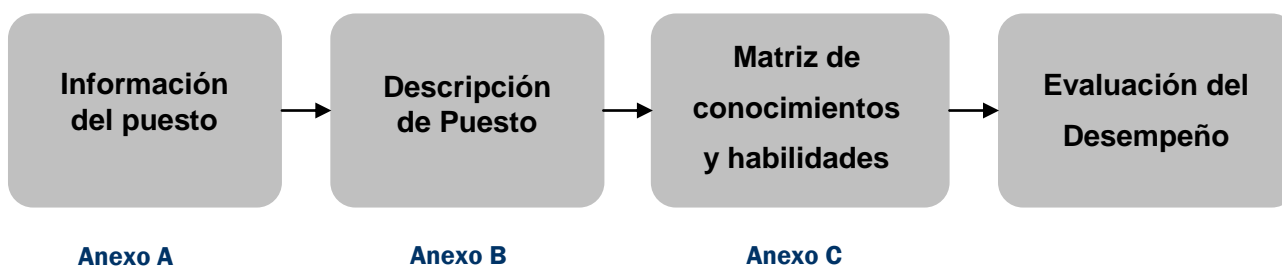 Información
del puesto
Descripción
de Puesto
Matriz de
conocimientos
y habilidades
Evaluación del
Desempeño
Anexo A
Anexo B
Anexo C